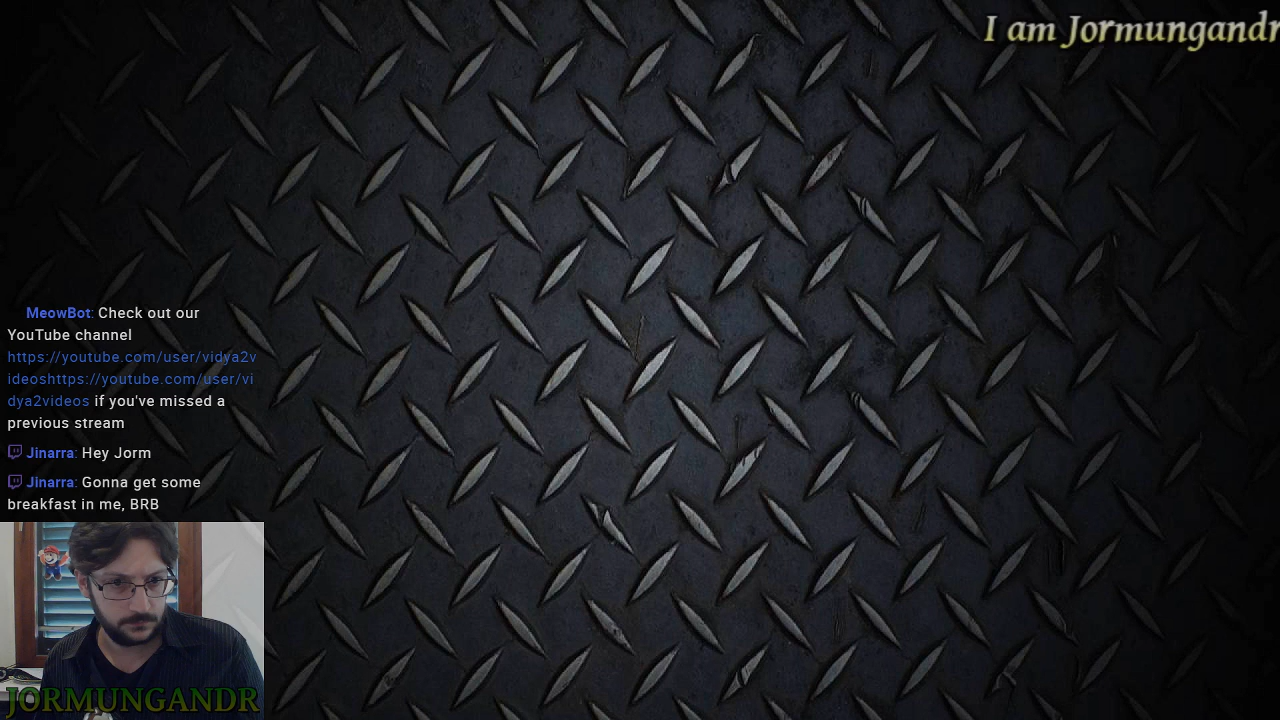 I am Jormungandr
MeowBot: Check out our
YouTube channel
https://youtube.com/user/vidya2v
ideoshttps://youtube.com/user/vi
dya2videos if you've missed a
previous stream
Jinarra: Hey Jorm
Jinarra: Gonna get some
breakfast in me, BRB
JORMUNGANDR